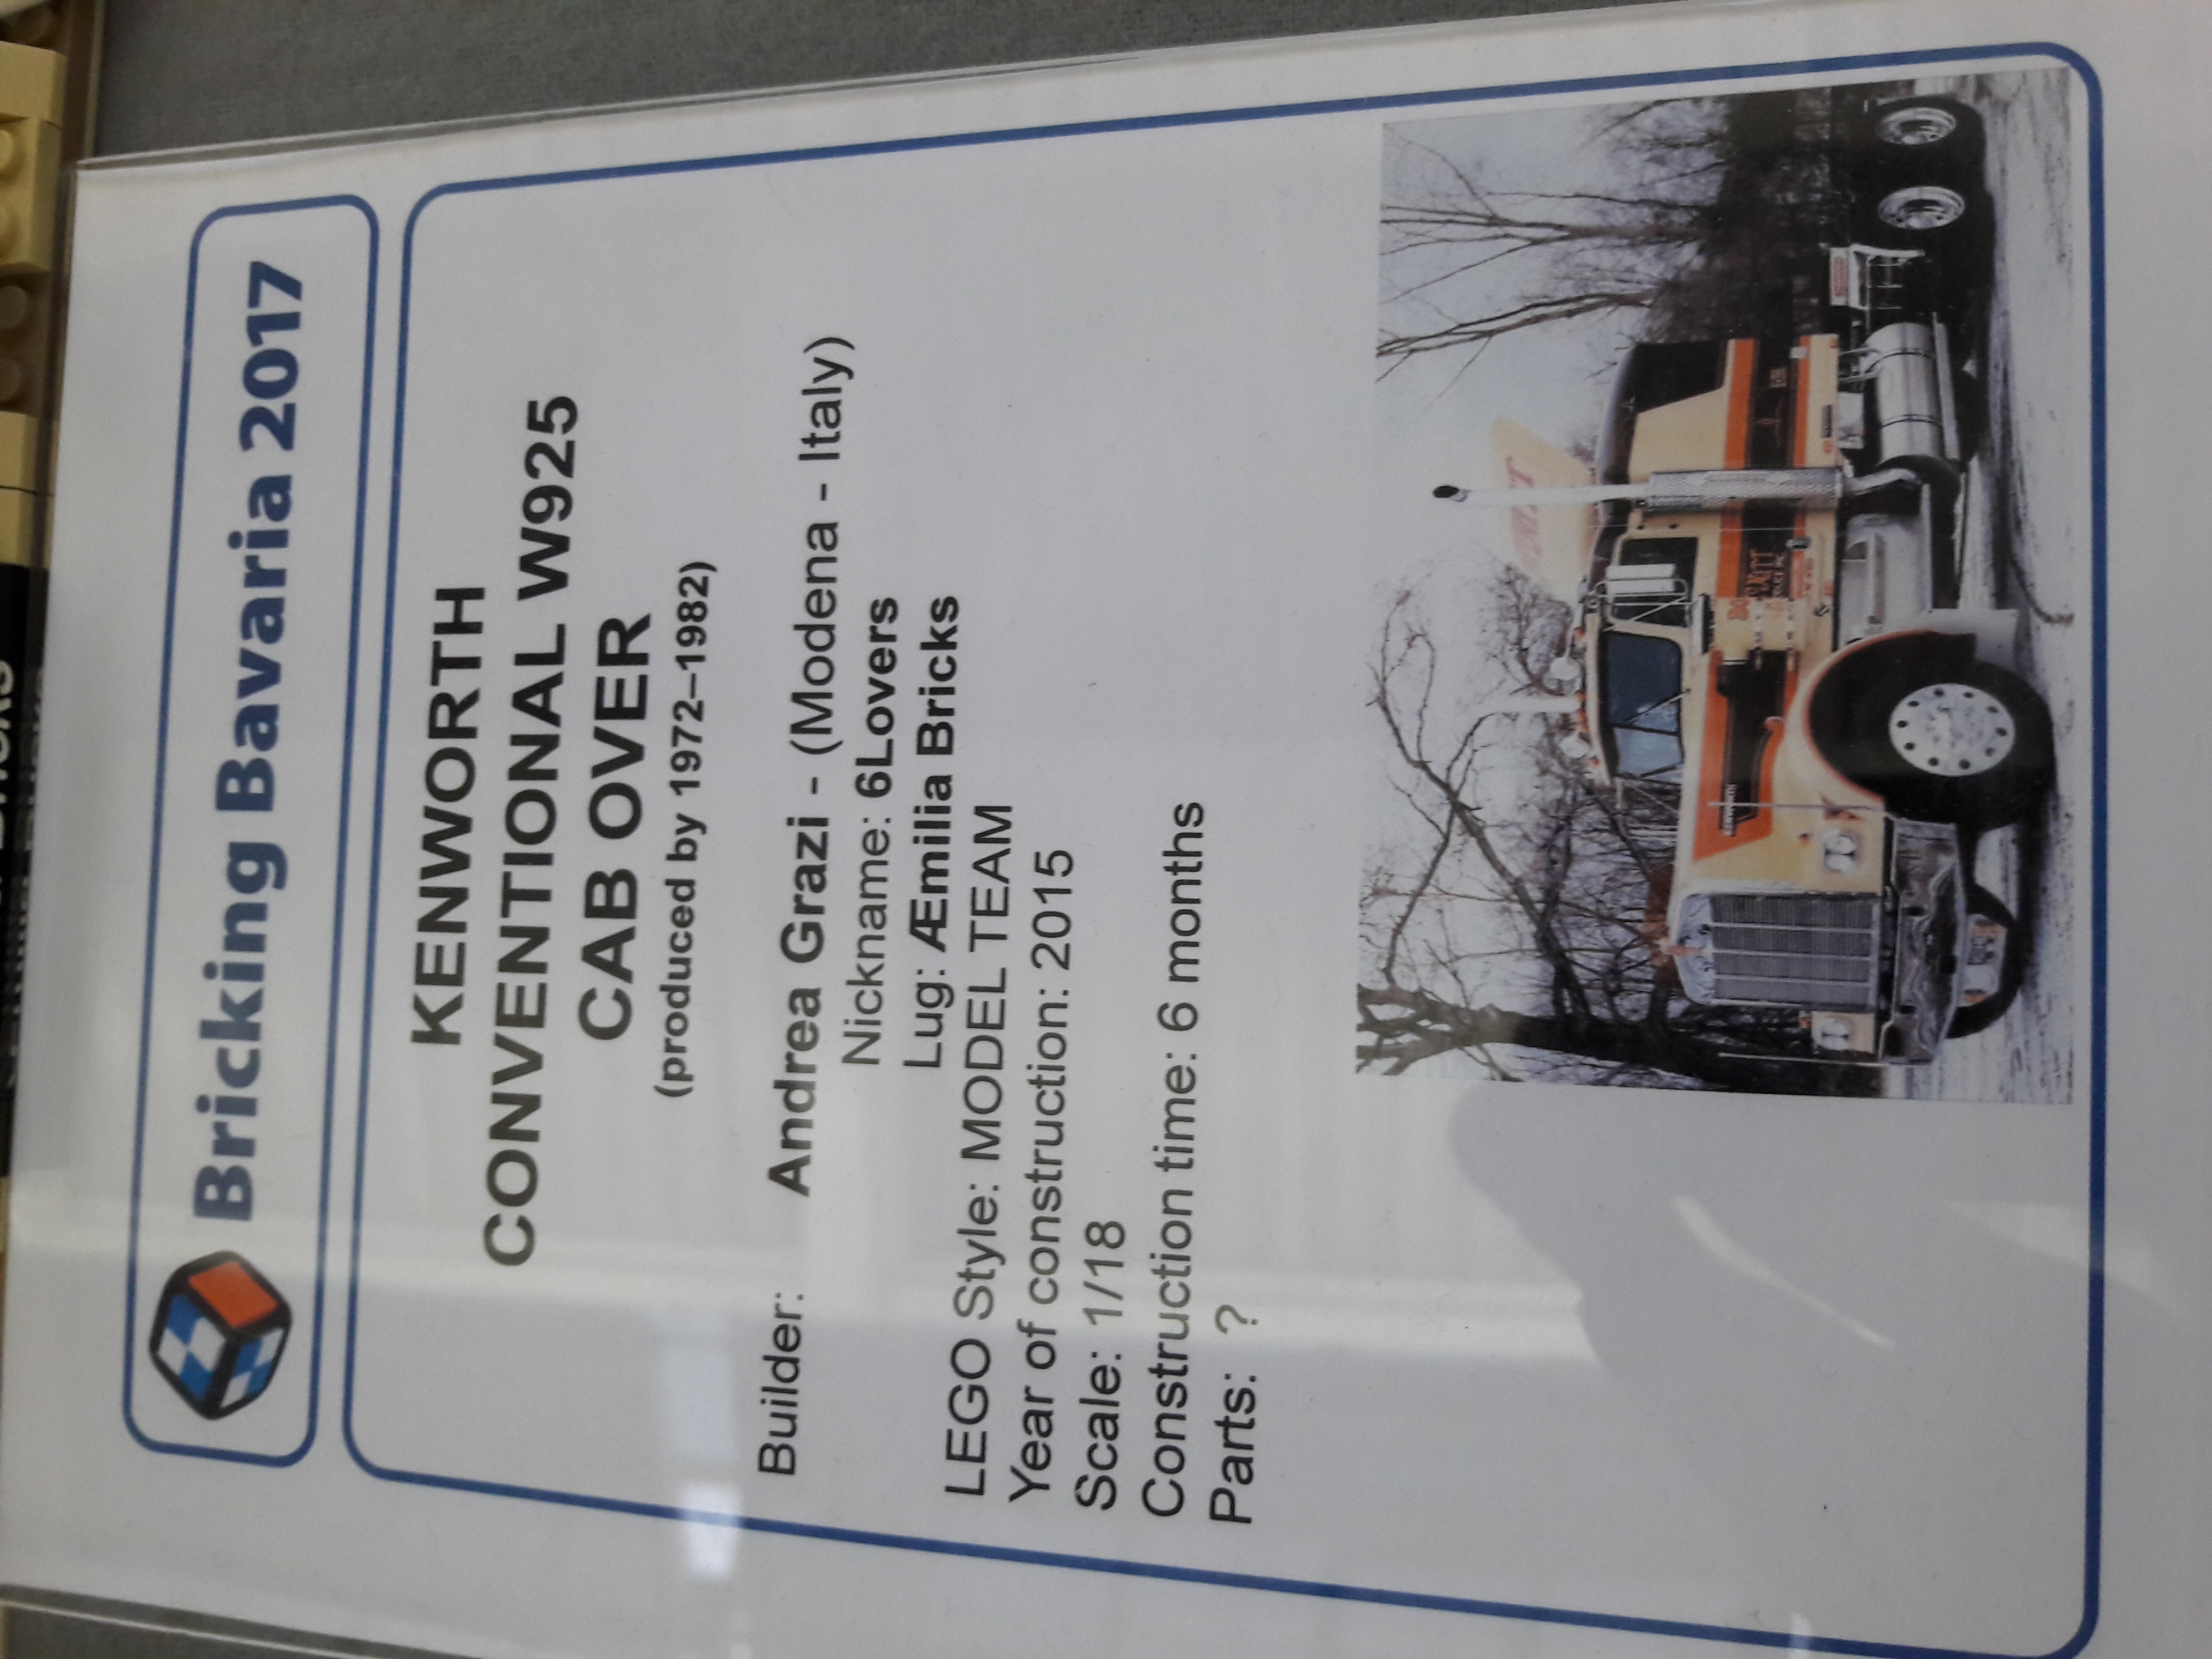 Bricking Bavaria 2017
KENWORTH
CONVENTIONAL W925
CAB OVER
(produced by 1972–1982)
Builder: Andrea Grazi - (Modena - Italy)
Nickname: 6Lovers
Lug: Æmilia Bricks
LEGO Style: MODEL TEAM
Year of construction: 2015
Scale: 1/18
Construction time: 6 months
Parts: ?